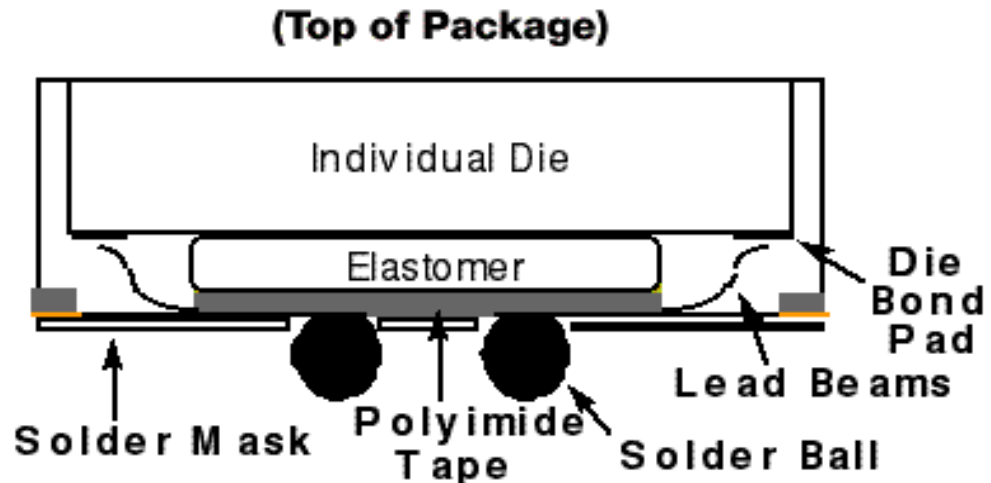 (Top of Package)
Individual Die
Elastomer
Die
Bond
Pad
Lead Beams
Polyimide
Tape
Solder Mask
Solder Ball